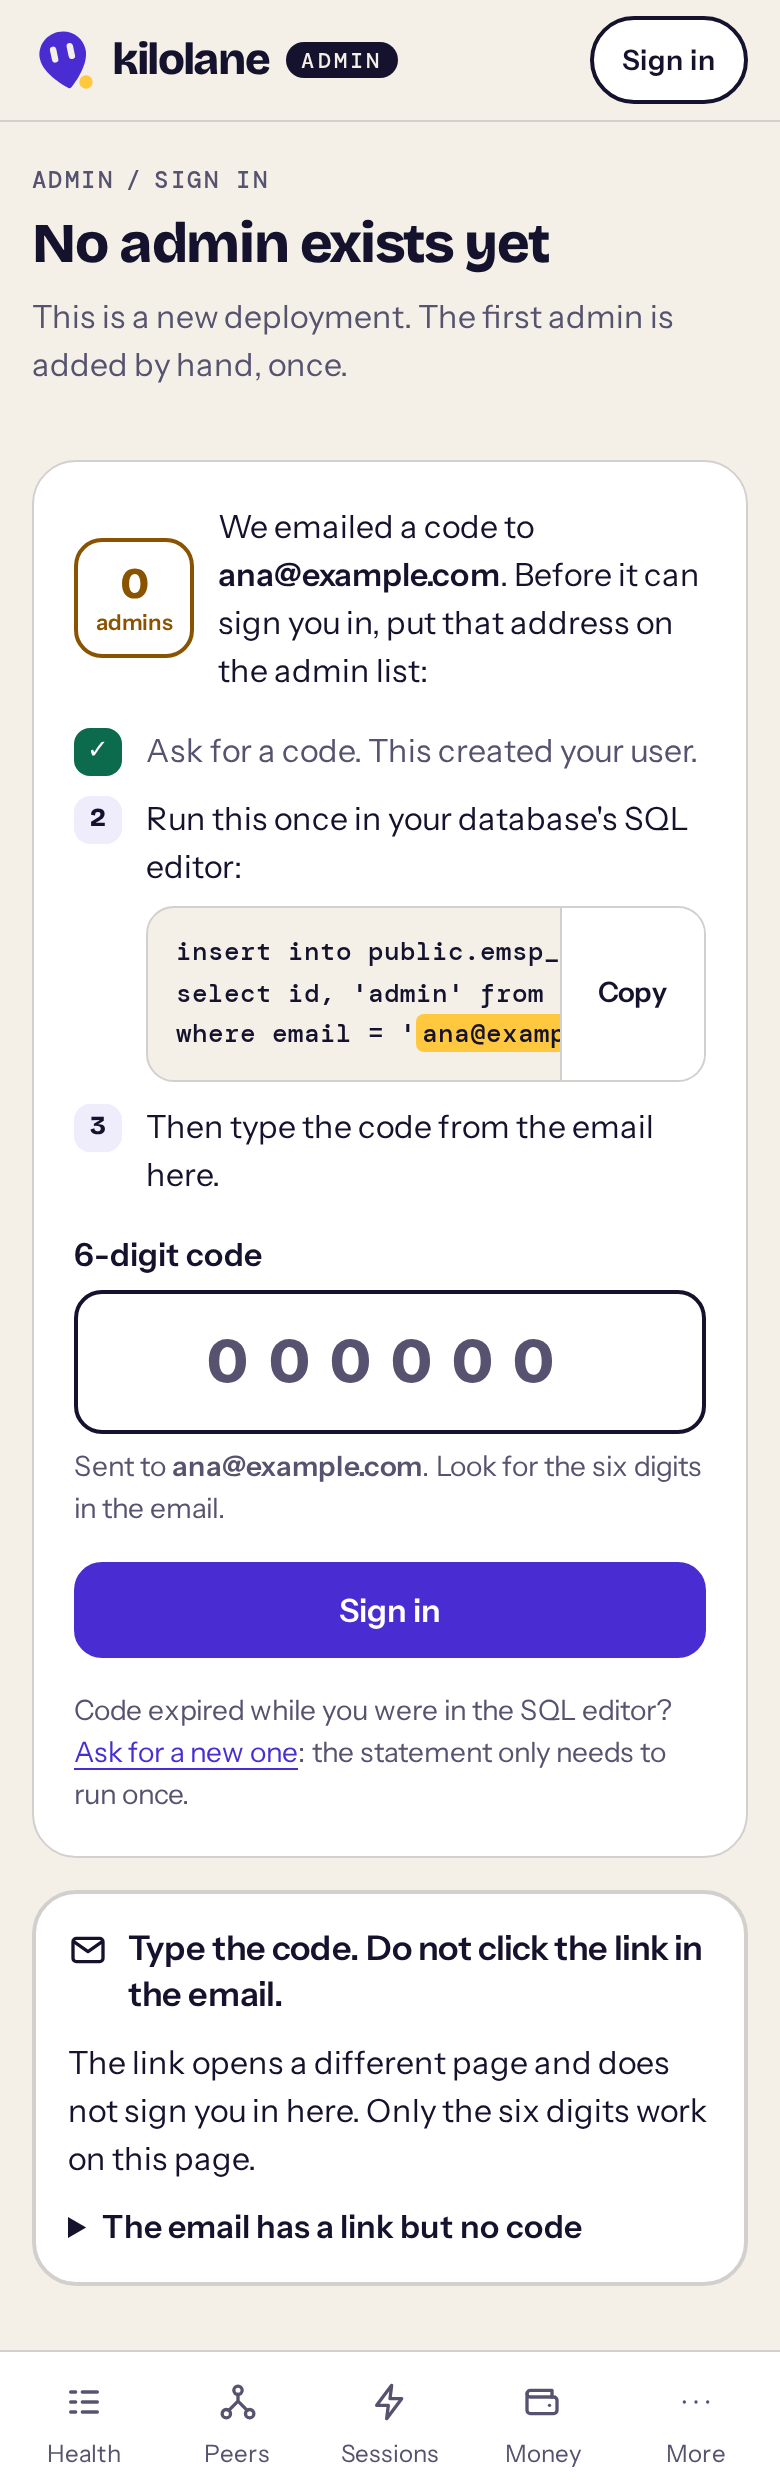 kilolane ADMIN Sign in
ADMIN / SIGN IN
No admin exists yet
This is a new deployment. The first admin is
added by hand, once.
0
admins
We emailed a code to
ana@example.com. Before it can
sign you in, put that address on
the admin list:
✓ Ask for a code. This created your user.
2 Run this once in your database's SQL
editor:
insert into public.emsp_
select id, 'admin' from
where email = 'ana@examp
Copy
3 Then type the code from the email
here.
6-digit code
000000
Sent to ana@example.com. Look for the six digits
in the email.
Sign in
Code expired while you were in the SQL editor?
Ask for a new one: the statement only needs to
run once.
Type the code. Do not click the link in
the email.
The link opens a different page and does
not sign you in here. Only the six digits work
on this page.
▶ The email has a link but no code
Health Peers Sessions Money More